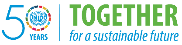 50 YEARS
TOGETHER
for a sustainable future